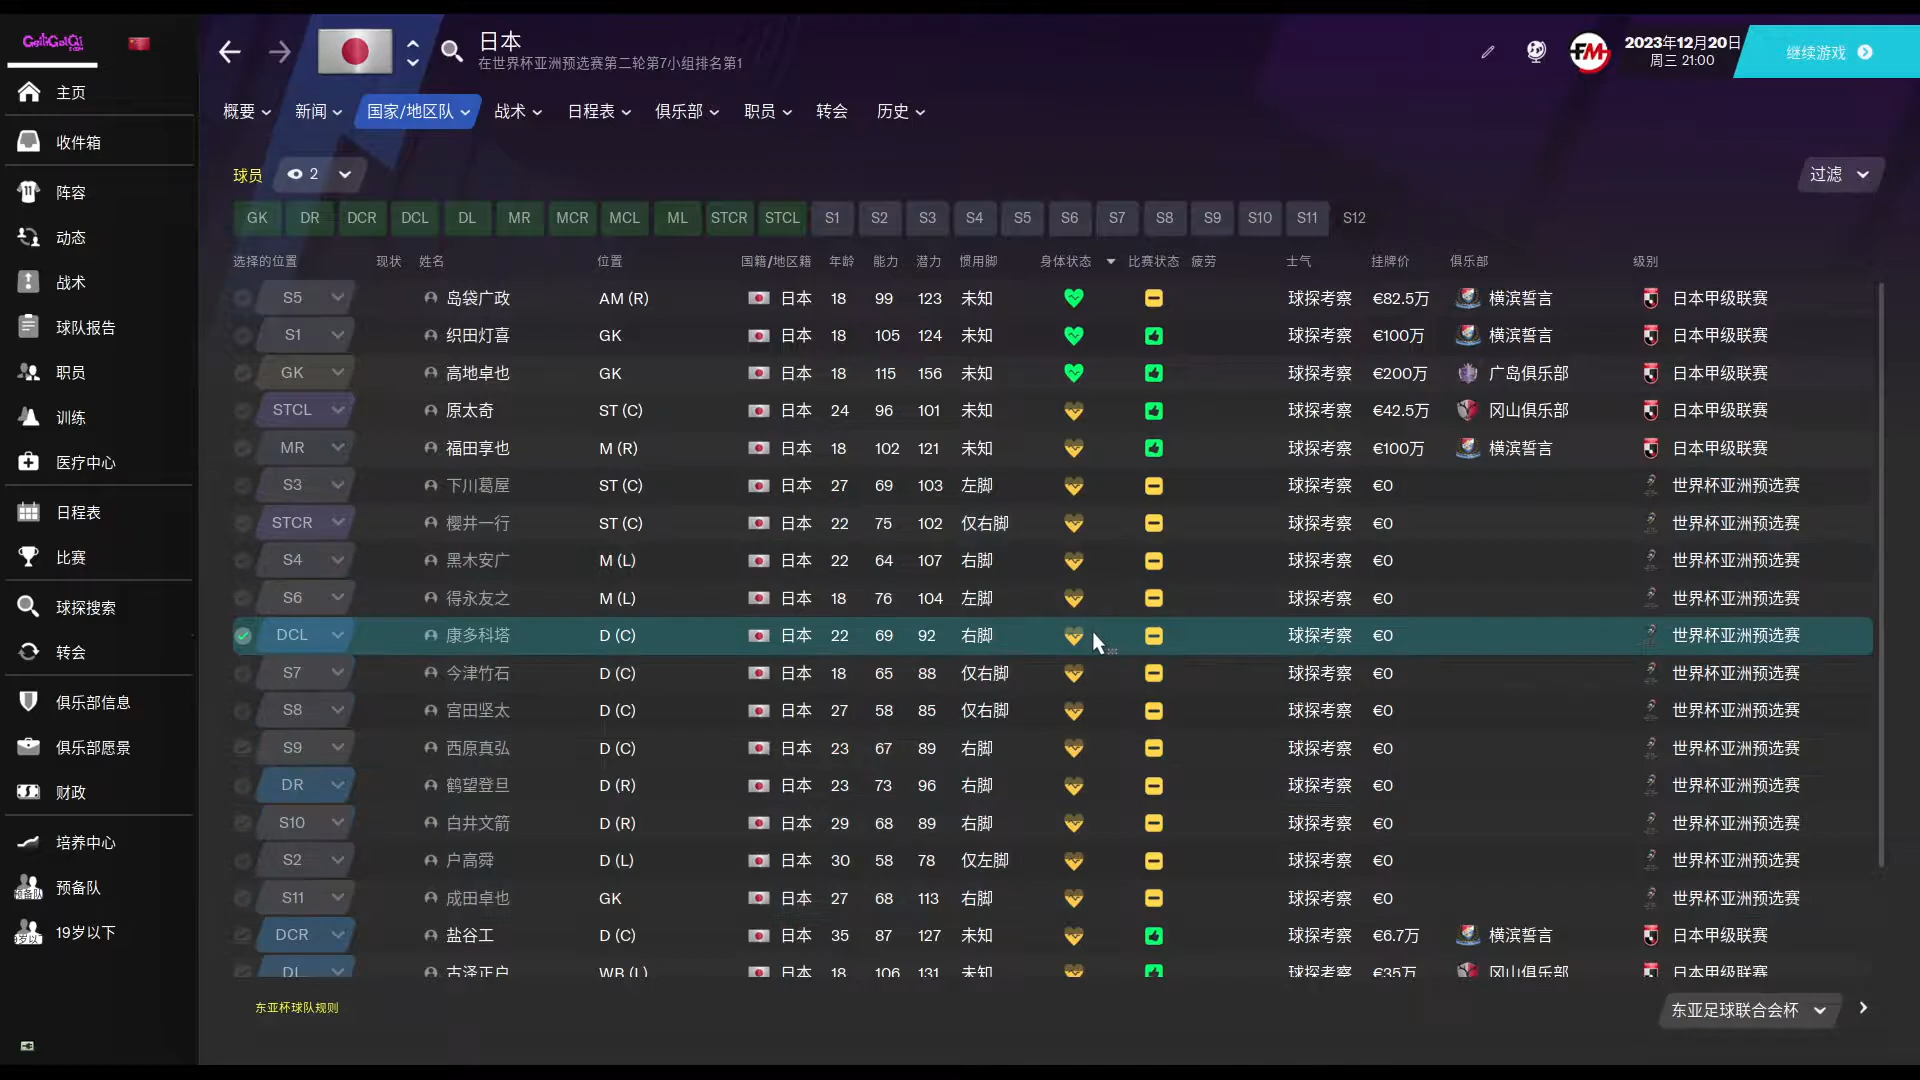 日本
在世界杯亚洲预选赛第二轮第7小组排名第1
2023年12月20日
周三 21:00
继续游戏
概要 新闻 国家/地区队 战术 日程表 俱乐部 职员 转会 历史
主页
收件箱
阵容
动态
战术
球队报告
职员
训练
医疗中心
日程表
比赛
球探搜索
转会
俱乐部信息
俱乐部愿景
财政
培养中心
预备队
19岁以下
球员 2 过滤
GK DR DCR DCL DL MR MCR MCL ML STCR STCL S1 S2 S3 S4 S5 S6 S7 S8 S9 S10 S11 S12
选择的位置 现状 姓名 位置 国籍/地区籍 年龄 能力 潜力 惯用脚 身体状态 比赛状态 疲劳 士气 挂牌价 俱乐部 级别
S5 岛袋广政 AM (R) 日本 18 99 123 未知 球探考察 €82.5万 横滨誓言 日本甲级联赛
S1 织田灯喜 GK 日本 18 105 124 未知 球探考察 €100万 横滨誓言 日本甲级联赛
GK 高地卓也 GK 日本 18 115 156 未知 球探考察 €200万 广岛俱乐部 日本甲级联赛
STCL 原太奇 ST (C) 日本 24 96 101 未知 球探考察 €42.5万 冈山俱乐部 日本甲级联赛
MR 福田享也 M (R) 日本 18 102 121 未知 球探考察 €100万 横滨誓言 日本甲级联赛
S3 下川葛屋 ST (C) 日本 27 69 103 左脚 球探考察 €0 世界杯亚洲预选赛
STCR 樱井一行 ST (C) 日本 22 75 102 仅右脚 球探考察 €0 世界杯亚洲预选赛
S4 黑木安广 M (L) 日本 22 64 107 右脚 球探考察 €0 世界杯亚洲预选赛
S6 得永友之 M (L) 日本 18 76 104 左脚 球探考察 €0 世界杯亚洲预选赛
DCL 康多科塔 D (C) 日本 22 69 92 右脚 球探考察 €0 世界杯亚洲预选赛
S7 今津竹石 D (C) 日本 18 65 88 仅右脚 球探考察 €0 世界杯亚洲预选赛
S8 宫田坚太 D (C) 日本 27 58 85 仅右脚 球探考察 €0 世界杯亚洲预选赛
S9 西原真弘 D (C) 日本 23 67 89 右脚 球探考察 €0 世界杯亚洲预选赛
DR 鹤望登旦 D (R) 日本 23 73 96 右脚 球探考察 €0 世界杯亚洲预选赛
S10 白井文箭 D (R) 日本 29 68 89 右脚 球探考察 €0 世界杯亚洲预选赛
S2 户高舜 D (L) 日本 30 58 78 仅左脚 球探考察 €0 世界杯亚洲预选赛
S11 成田卓也 GK 日本 27 68 113 右脚 球探考察 €0 世界杯亚洲预选赛
DCR 盐谷工 D (C) 日本 35 87 127 未知 球探考察 €6.7万 横滨誓言 日本甲级联赛
DL 古泽正户 WB (L) 日本 18 106 131 未知 球探考察 €35万 冈山俱乐部 日本甲级联赛
东亚杯球队规则
东亚足球联合会杯